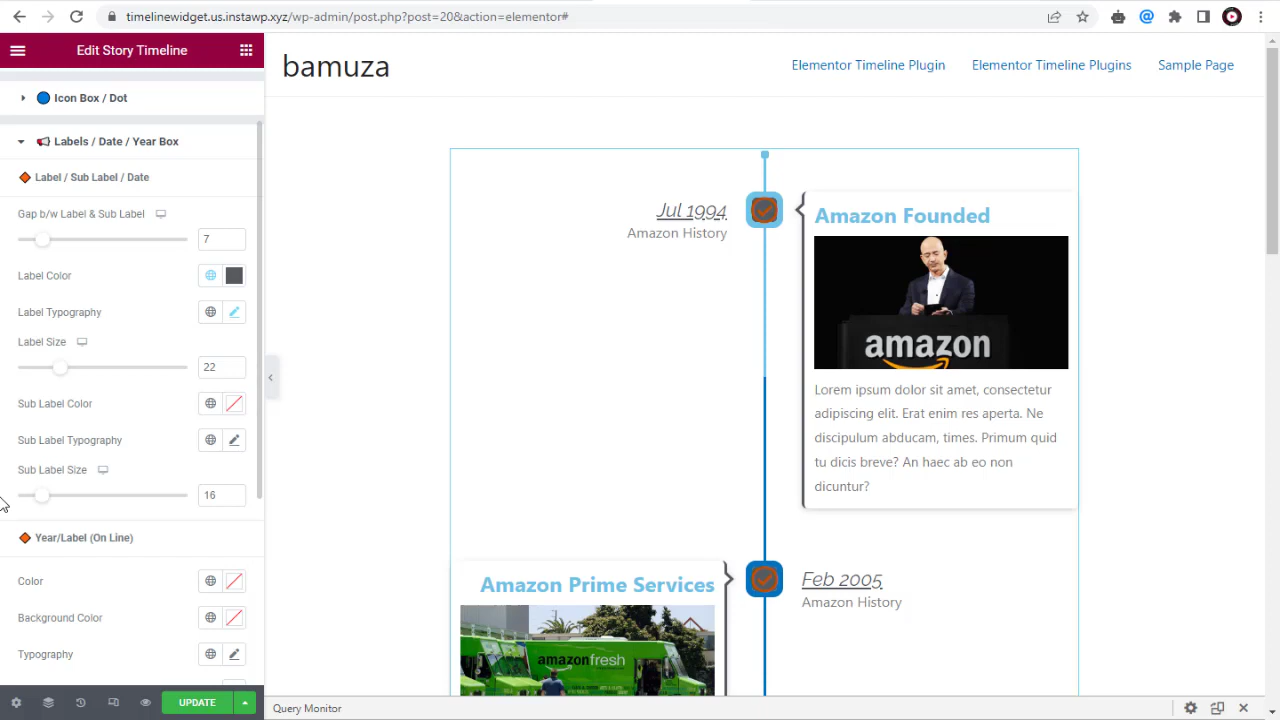 timelinewidget.us.instawp.xyz/wp-admin/post.php?post=20&action=elementor#
Edit Story Timeline
Icon Box / Dot
Labels / Date / Year Box
Label / Sub Label / Date
Gap b/w Label & Sub Label
7
Label Color
Label Typography
Label Size
22
Sub Label Color
Sub Label Typography
Sub Label Size
16
Year/Label (On Line)
Color
Background Color
Typography
UPDATE
bamuza
Elementor Timeline Plugin
Elementor Timeline Plugins
Sample Page
Jul 1994
Amazon History
Amazon Founded
amazon
Lorem ipsum dolor sit amet, consectetur
adipiscing elit. Erat enim res aperta. Ne
discipulum abducam, times. Primum quid
tu dicis breve? An haec ab eo non
dicuntur?
Amazon Prime Services
amazonfresh
Feb 2005
Amazon History
Query Monitor